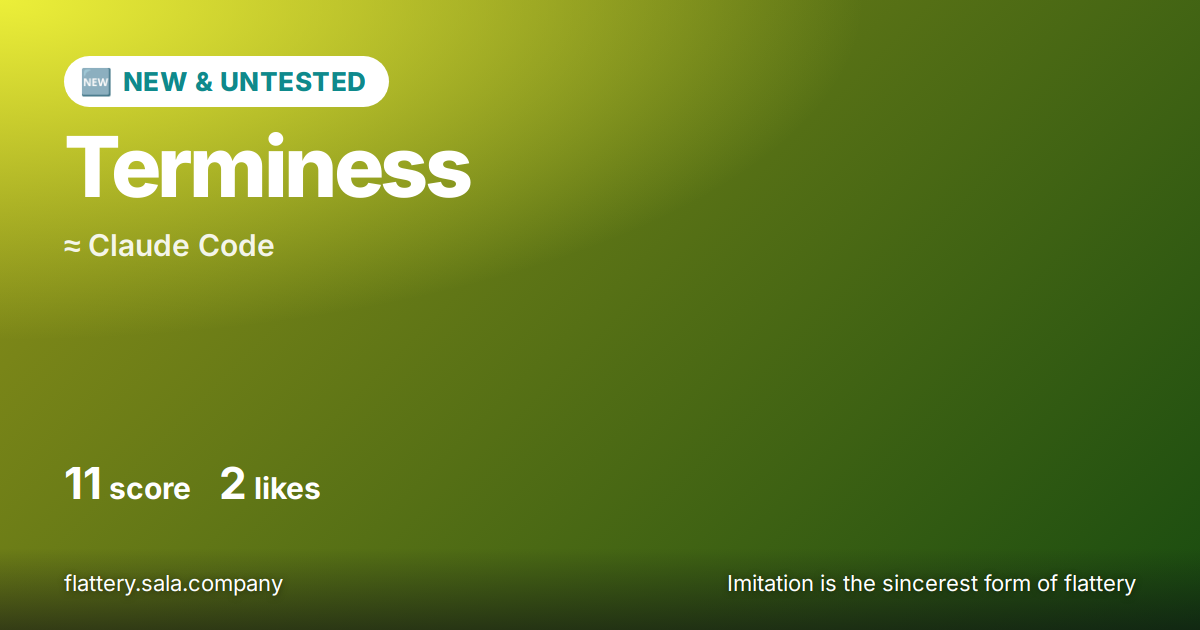 🆕 NEW & UNTESTED
Terminess
≈ Claude Code
11 score 2 likes
flattery.sala.company
Imitation is the sincerest form of flattery